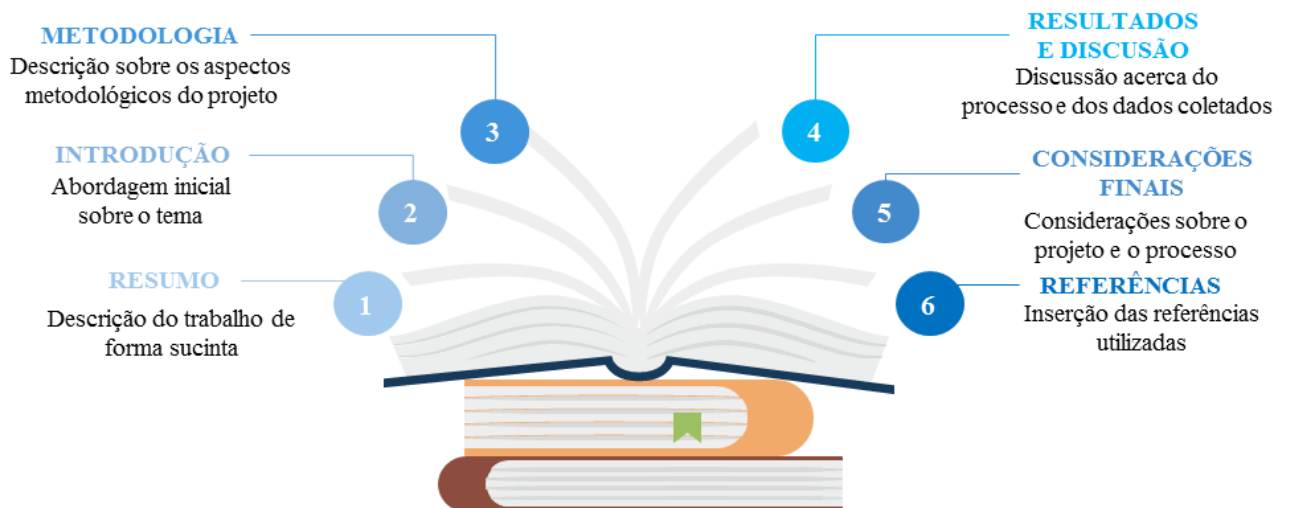 METODOLOGIA
Descrição sobre os aspectos
metodológicos do projeto
3
INTRODUÇÃO
Abordagem inicial
sobre o tema
2
RESUMO
Descrição do trabalho de
forma sucinta
1
RESULTADOS
E DISCUSSÃO
Discussão acerca do
processo e dos dados coletados
4
CONSIDERAÇÕES
FINAIS
Considerações sobre o
projeto e o processo
5
REFERÊNCIAS
Inserção das referências
utilizadas
6